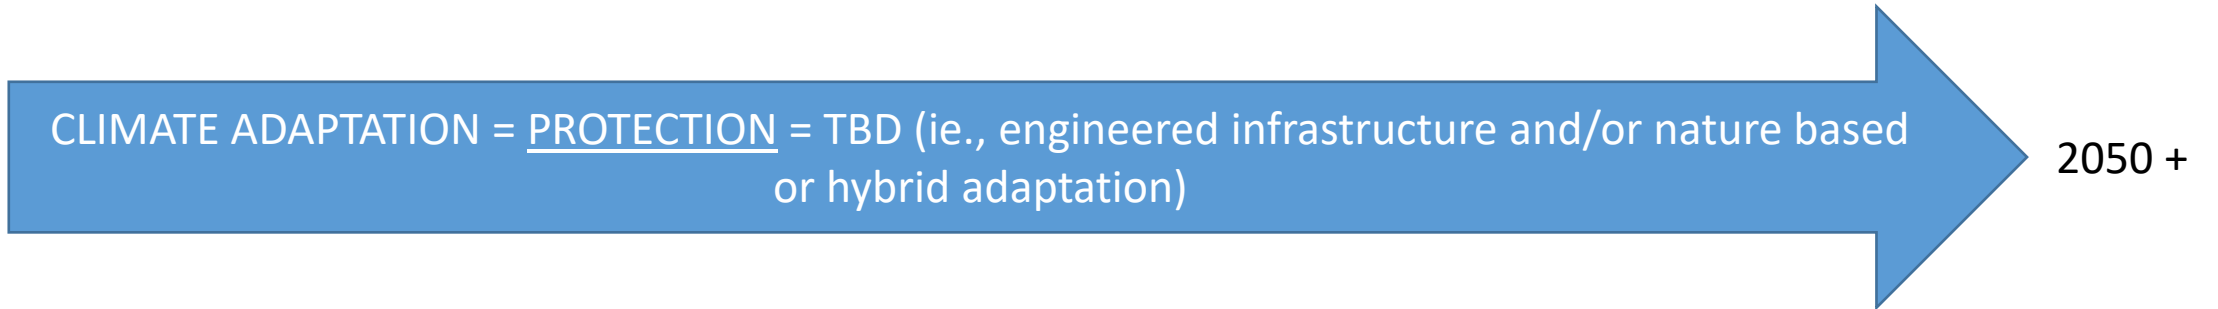 CLIMATE ADAPTATION = PROTECTION = TBD (ie., engineered infrastructure and/or nature based
or hybrid adaptation)
2050 +